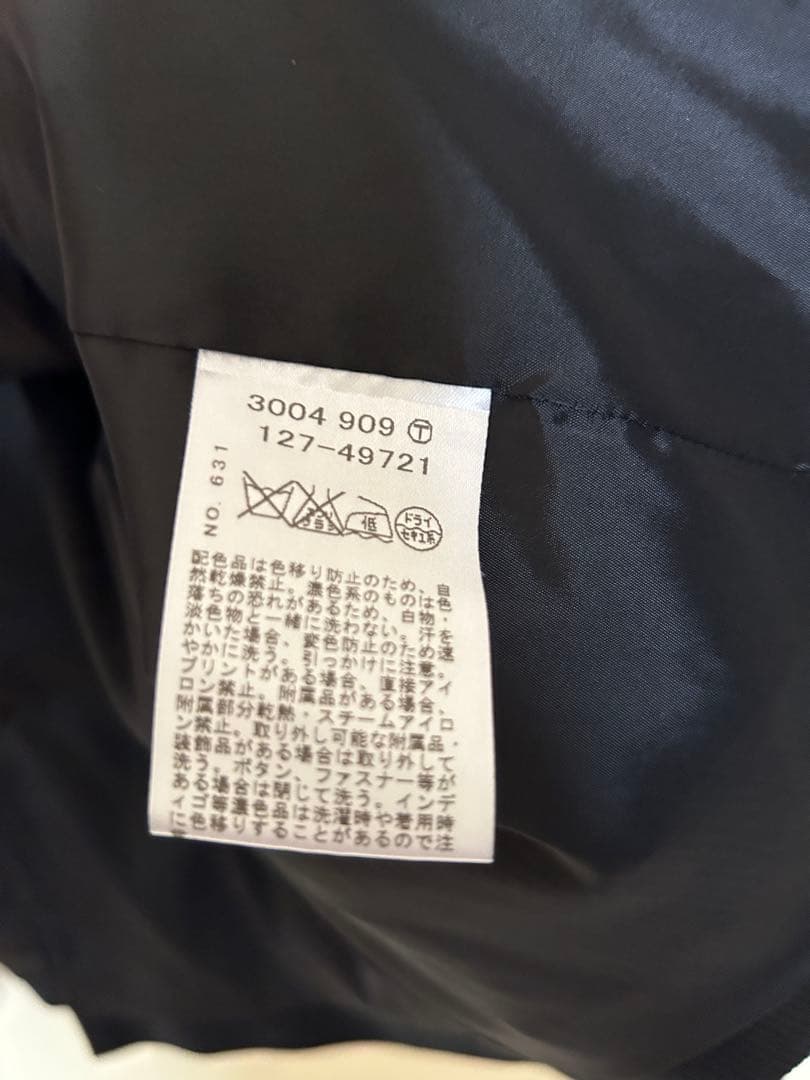 3004 909 Ⓣ
127-49721
NO. 631
エンソ
サラシ
低
ドライ
セキユ系
配色品は色移り防止のため、自
然乾燥禁止。濃色系のものは色
落ちの恐れがあるため、白物・
淡色物と一緒に洗わない。汗を
かいた場合、変色防止のため速
やかに洗う。引っかけに注意。
プリントがある場合、直接アイ
ロン禁止。附属品がある場合、
附属部分乾熱・スチームアイロ
ン禁止。取り外し可能な附属品・
装飾品がある場合は取り外して
洗う。ボタン、ファスナー等が
ある場合は閉じて洗う。インデ
ィゴ等濃色品は洗濯時や着用時
に色移りすることがあるので注